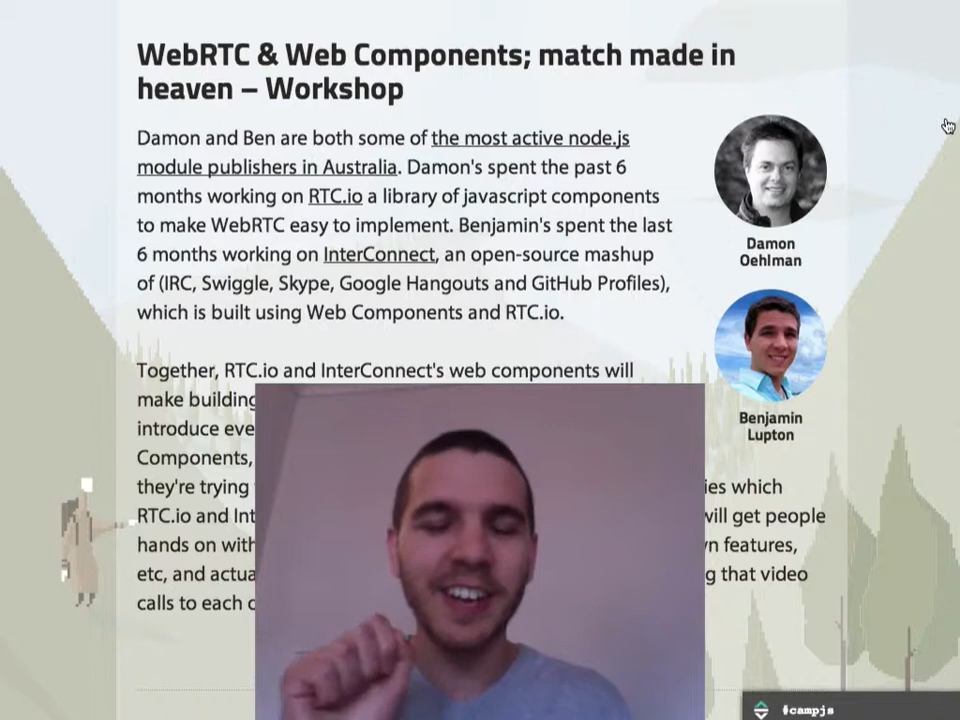 WebRTC & Web Components; match made in
heaven – Workshop
Damon and Ben are both some of the most active node.js
module publishers in Australia. Damon's spent the past 6
months working on RTC.io a library of javascript components
to make WebRTC easy to implement. Benjamin's spent the last
6 months working on InterConnect, an open-source mashup
of (IRC, Swiggle, Skype, Google Hangouts and GitHub Profiles),
which is built using Web Components and RTC.io.
Damon
Oehlman
Benjamin
Lupton
Together, RTC.io and InterConnect's web components will
make building
introduce eve
Components,
they're trying ies which
RTC.io and Int will get people
hands on with n features,
etc, and actua g that video
calls to each
#campjs